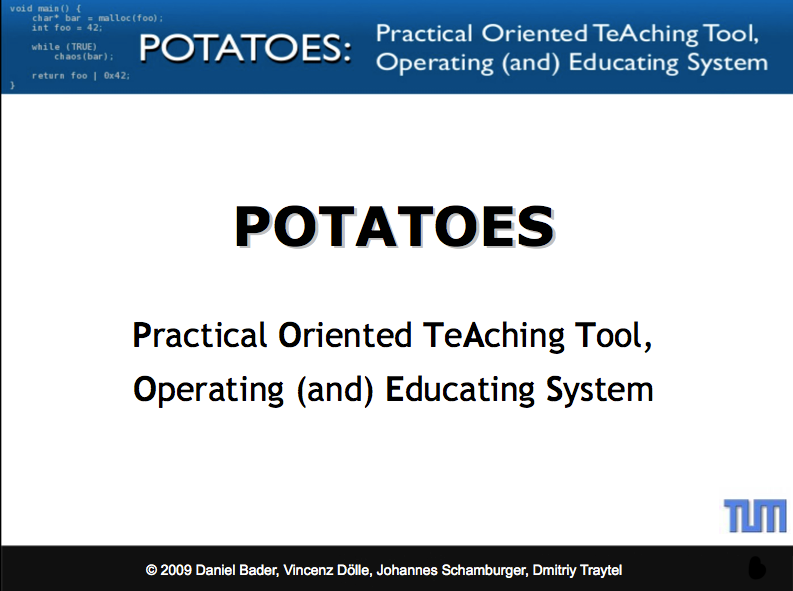 void main() {
char* bar = malloc(foo);
int foo = 42;
while (TRUE)
chaos(bar);
return foo | 0x42;
}
POTATOES:
Practical Oriented TeAching Tool,
Operating (and) Educating System
POTATOES
Practical Oriented TeAching Tool,
Operating (and) Educating System
TUM
© 2009 Daniel Bader, Vincenz Dölle, Johannes Schamburger, Dmitriy Traytel